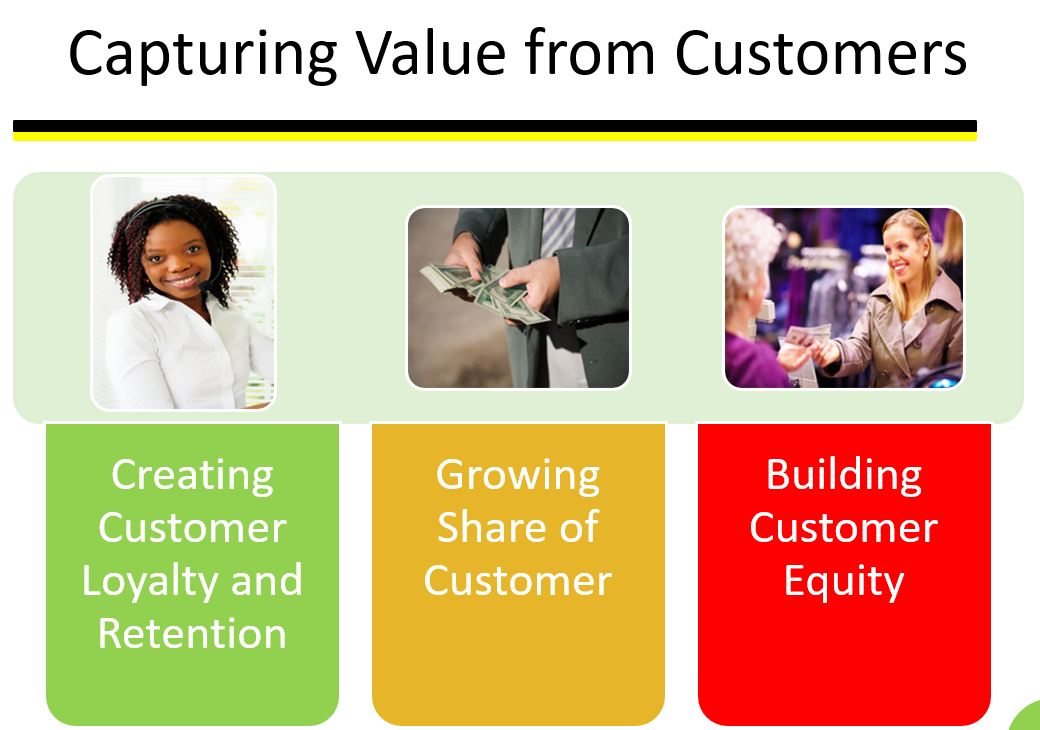 Capturing Value from Customers
Creating
Customer
Loyalty and
Retention
Growing
Share of
Customer
Building
Customer
Equity